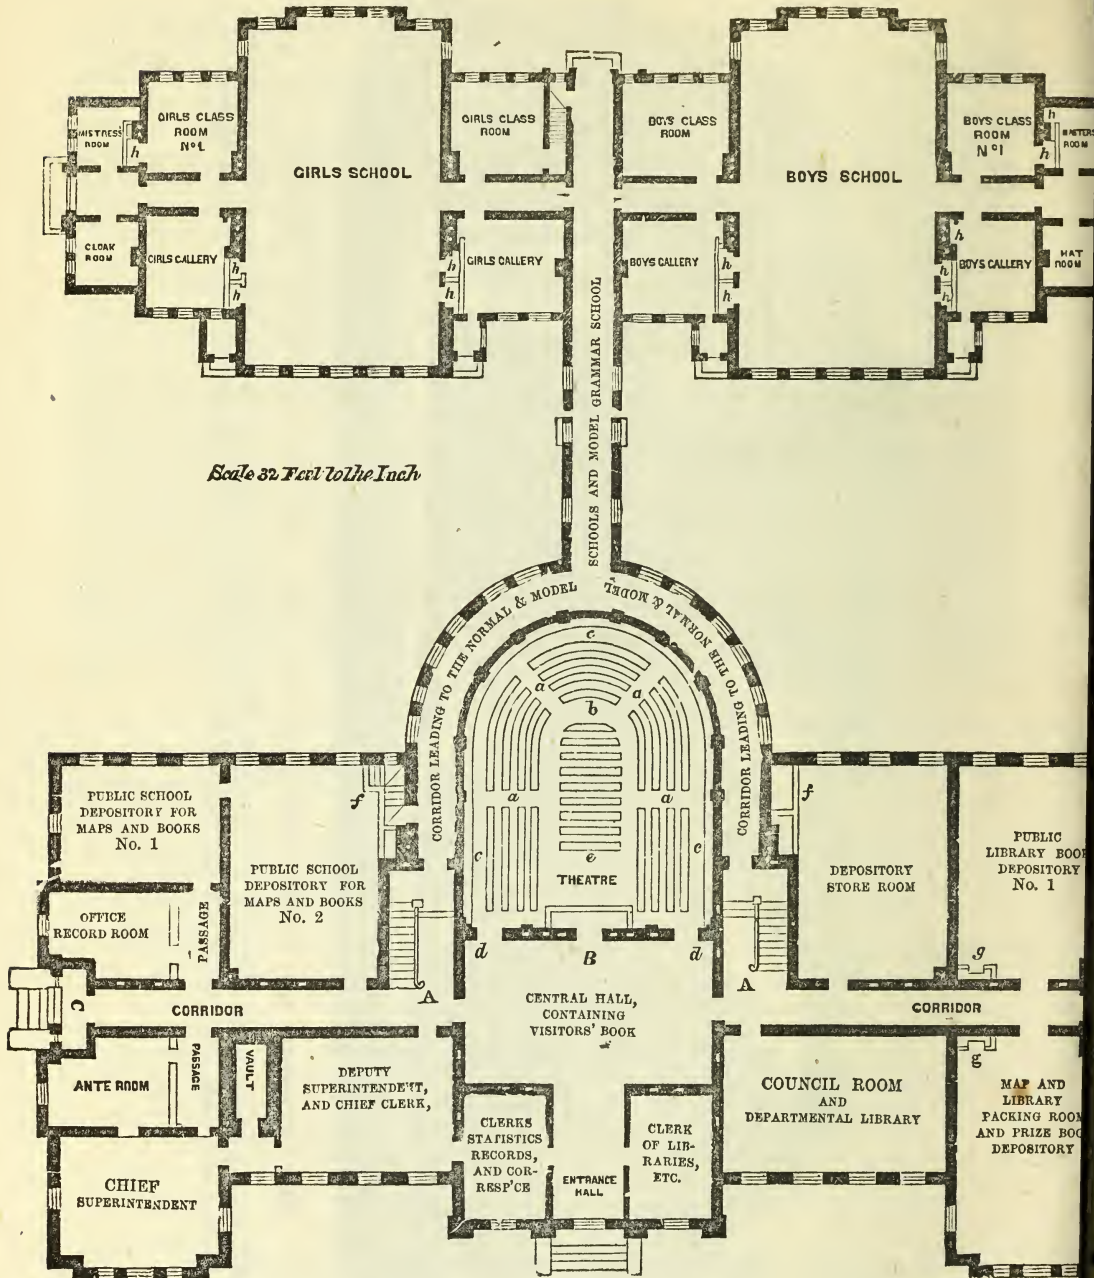 MISTRESS
ROOM
h
GIRLS CLASS
ROOM
Nº 1
GIRLS SCHOOL
GIRLS CLASS
ROOM
BOYS CLASS
ROOM
BOYS SCHOOL
BOYS CLASS
ROOM
Nº 1
h
h
MASTERS
ROOM
CLOAK
ROOM
GIRLS GALLERY
h
h
h
h
GIRLS GALLERY
BOYS GALLERY
h
h
h
h
h
BOYS GALLERY
HAT
ROOM
SCHOOLS AND MODEL GRAMMAR SCHOOL
Scale 32 Feet to the Inch
CORRIDOR LEADING TO THE NORMAL & MODEL
CORRIDOR LEADING TO THE NORMAL & MODEL
c
a
a
b
a
a
c
c
e
THEATRE
d
B
d
PUBLIC SCHOOL
DEPOSITORY FOR
MAPS AND BOOKS
No. 1
f
PUBLIC SCHOOL
DEPOSITORY FOR
MAPS AND BOOKS
No. 2
OFFICE
RECORD ROOM
PASSAGE
f
DEPOSITORY
STORE ROOM
PUBLIC
LIBRARY BOO
DEPOSITORY
No. 1
g
C
CORRIDOR
A
CENTRAL HALL,
CONTAINING
VISITORS' BOOK
A
CORRIDOR
g
ANTE ROOM
PASSAGE
VAULT
DEPUTY
SUPERINTENDENT,
AND CHIEF CLERK,
CLERKS
STATISTICS
RECORDS,
AND COR-
RESP'CE
ENTRANCE
HALL
CLERK
OF LIB-
RARIES,
ETC.
COUNCIL ROOM
AND
DEPARTMENTAL LIBRARY
MAP AND
LIBRARY
PACKING ROOM
AND PRIZE BOO
DEPOSITORY
CHIEF
SUPERINTENDENT